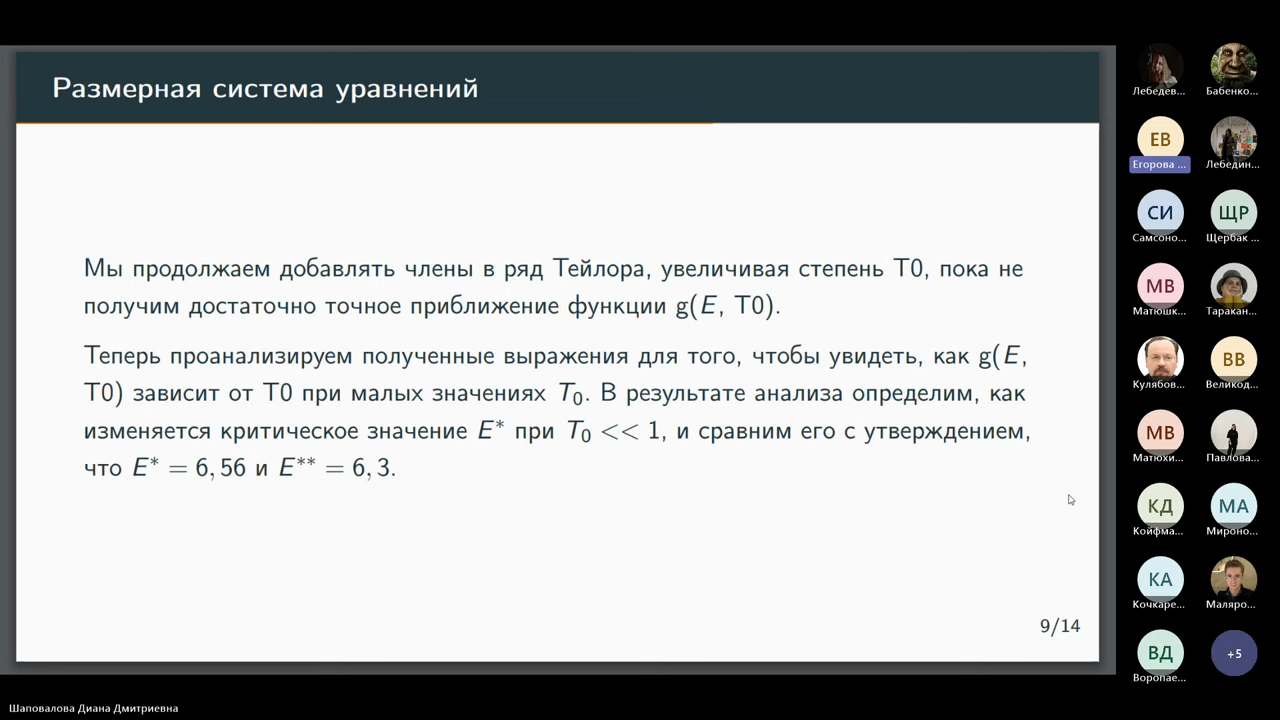 Размерная система уравнений
Мы продолжаем добавлять члены в ряд Тейлора, увеличивая степень T0, пока не
получим достаточно точное приближение функции g(E, T0).
Теперь проанализируем полученные выражения для того, чтобы увидеть, как g(E,
T0) зависит от T0 при малых значениях T₀. В результате анализа определим, как
изменяется критическое значение E* при T₀ << 1, и сравним его с утверждением,
что E* = 6, 56 и E** = 6, 3.
9/14
Лебедев...
Бабенко...
ЕВ
Егорова ...
Лебедин...
СИ
Самсоно...
ЩР
Щербак ...
МВ
Матюшк...
Таракан...
Кулябов...
ВВ
Великод...
МВ
Матюхи...
Павлова...
КД
Койфма...
МА
Мироно...
КА
Кочкаре...
Маляро...
ВД
Воропае...
+5
Шаповалова Диана Дмитриевна